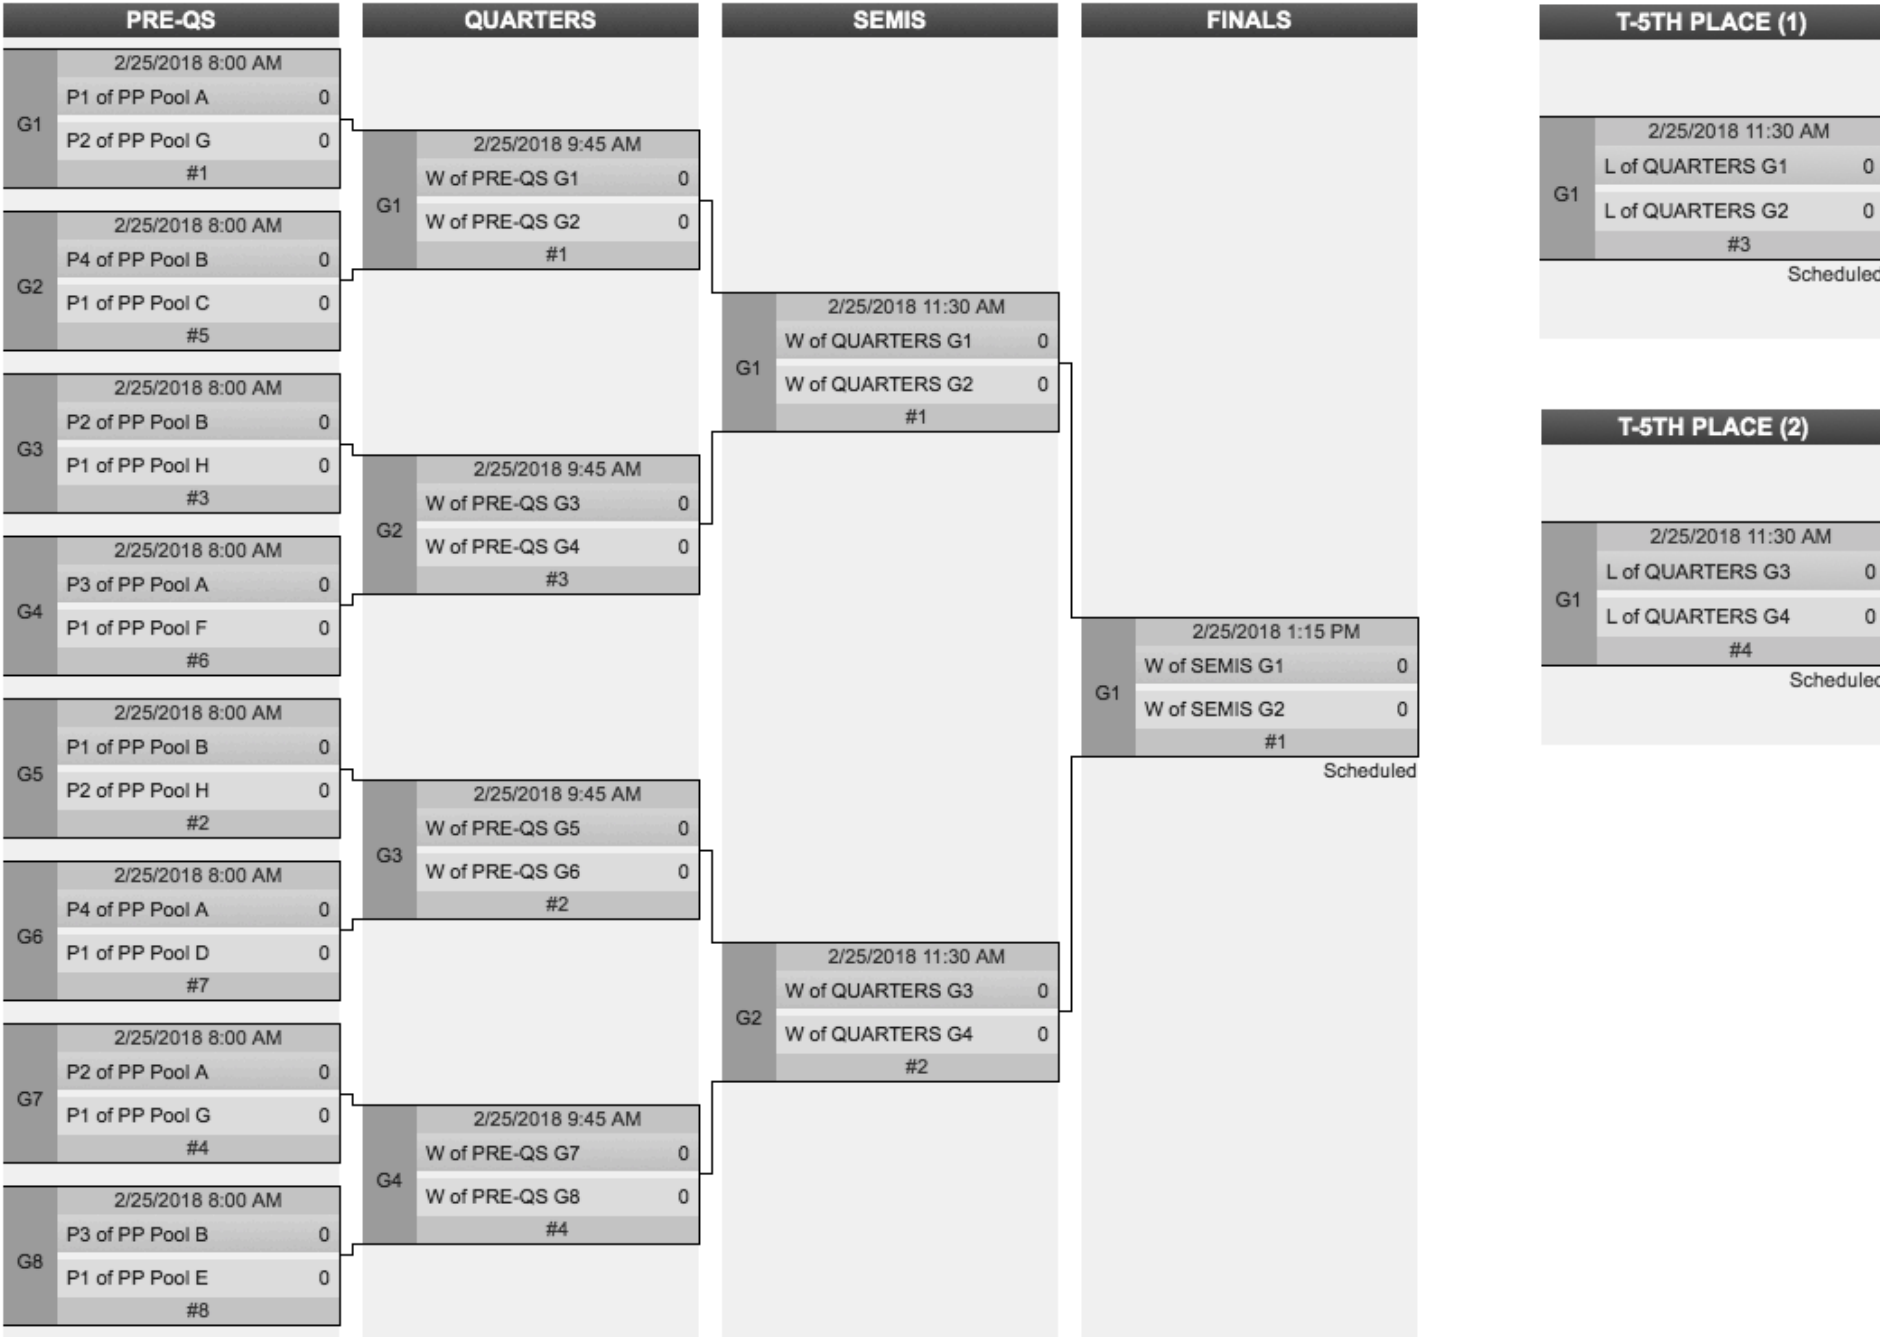 PRE-QS
G1
2/25/2018 8:00 AM
P1 of PP Pool A 0
P2 of PP Pool G 0
#1
G2
2/25/2018 8:00 AM
P4 of PP Pool B 0
P1 of PP Pool C 0
#5
G3
2/25/2018 8:00 AM
P2 of PP Pool B 0
P1 of PP Pool H 0
#3
G4
2/25/2018 8:00 AM
P3 of PP Pool A 0
P1 of PP Pool F 0
#6
G5
2/25/2018 8:00 AM
P1 of PP Pool B 0
P2 of PP Pool H 0
#2
G6
2/25/2018 8:00 AM
P4 of PP Pool A 0
P1 of PP Pool D 0
#7
G7
2/25/2018 8:00 AM
P2 of PP Pool A 0
P1 of PP Pool G 0
#4
G8
2/25/2018 8:00 AM
P3 of PP Pool B 0
P1 of PP Pool E 0
#8
QUARTERS
G1
2/25/2018 9:45 AM
W of PRE-QS G1 0
W of PRE-QS G2 0
#1
G2
2/25/2018 9:45 AM
W of PRE-QS G3 0
W of PRE-QS G4 0
#3
G3
2/25/2018 9:45 AM
W of PRE-QS G5 0
W of PRE-QS G6 0
#2
G4
2/25/2018 9:45 AM
W of PRE-QS G7 0
W of PRE-QS G8 0
#4
SEMIS
G1
2/25/2018 11:30 AM
W of QUARTERS G1 0
W of QUARTERS G2 0
#1
G2
2/25/2018 11:30 AM
W of QUARTERS G3 0
W of QUARTERS G4 0
#2
FINALS
G1
2/25/2018 1:15 PM
W of SEMIS G1 0
W of SEMIS G2 0
#1
Scheduled
T-5TH PLACE (1)
G1
2/25/2018 11:30 AM
L of QUARTERS G1 0
L of QUARTERS G2 0
#3
Scheduled
T-5TH PLACE (2)
G1
2/25/2018 11:30 AM
L of QUARTERS G3 0
L of QUARTERS G4 0
#4
Scheduled